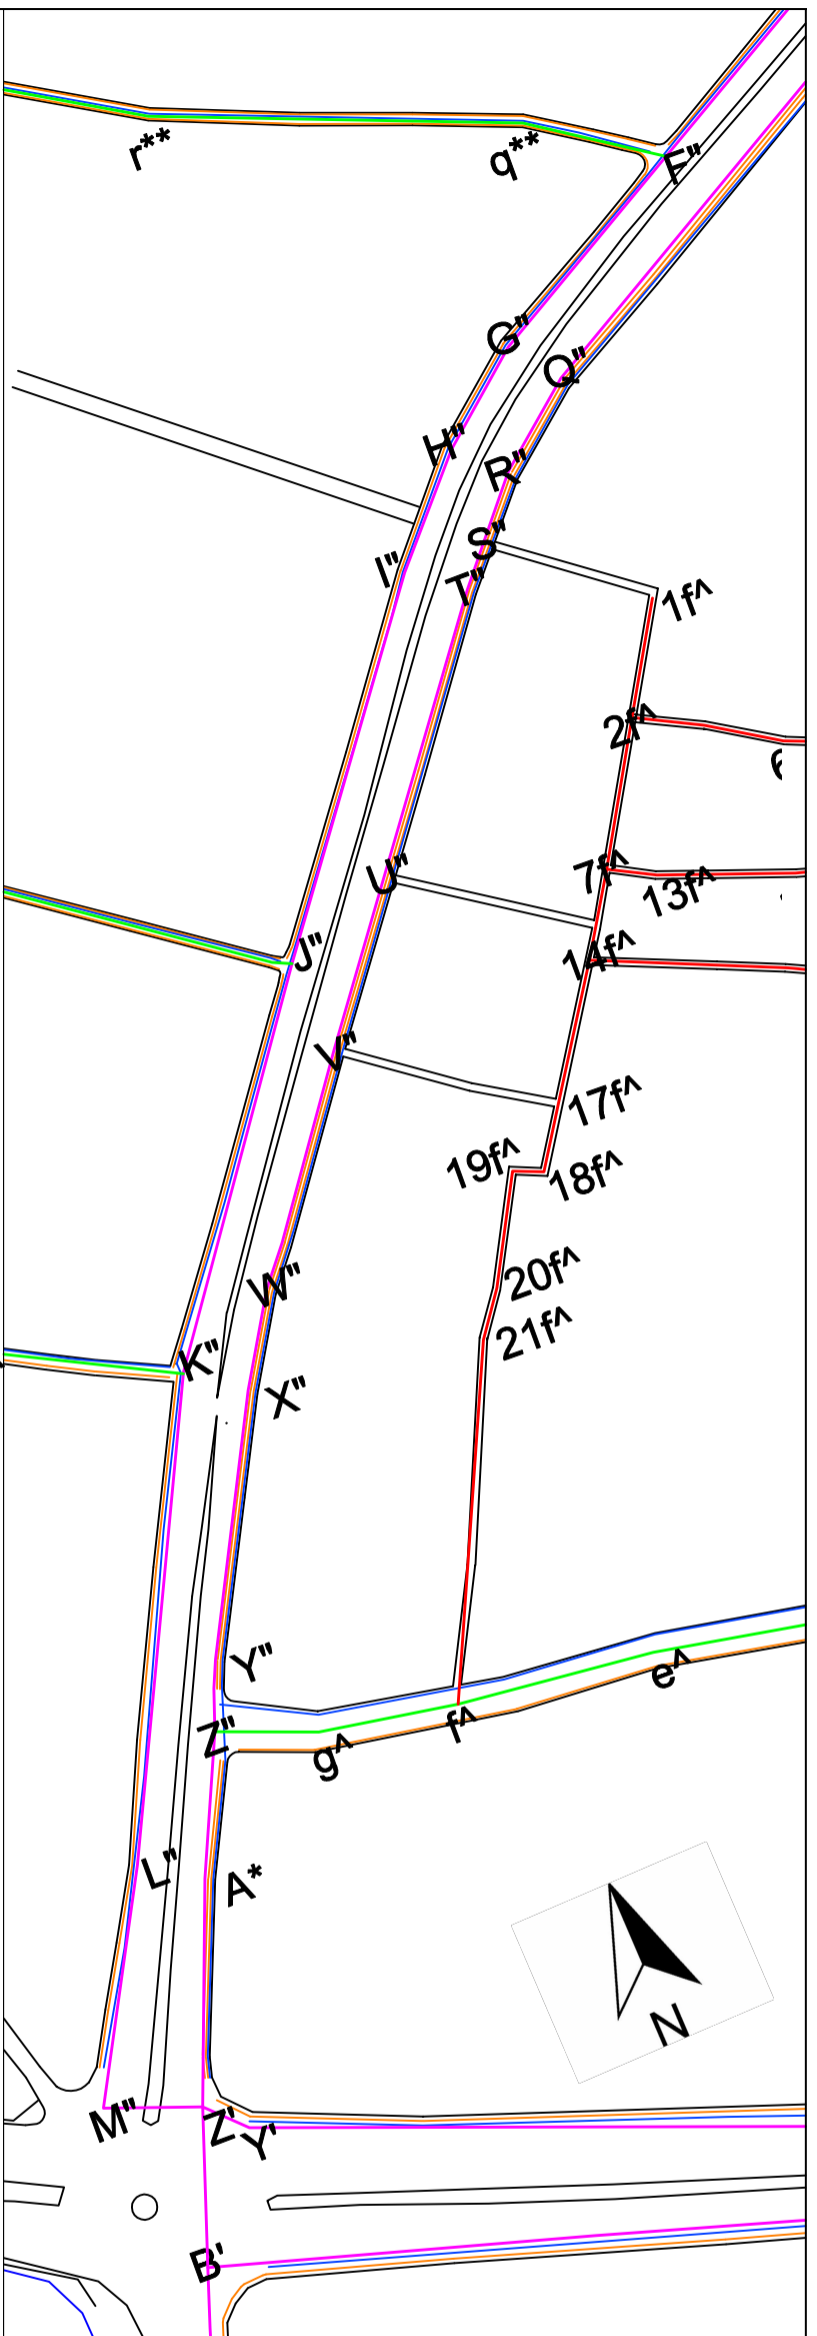 r**
q**
F"
G"
Q"
H"
R"
S"
I"
T"
1f^
2f^
U"
7f^
13f^
J"
14f^
V"
17f^
19f^
18f^
W"
20f^
21f^
K"
X"
Y"
e^
Z"
f^
g^
L"
A*
N
M"
Z'
Y'
B'